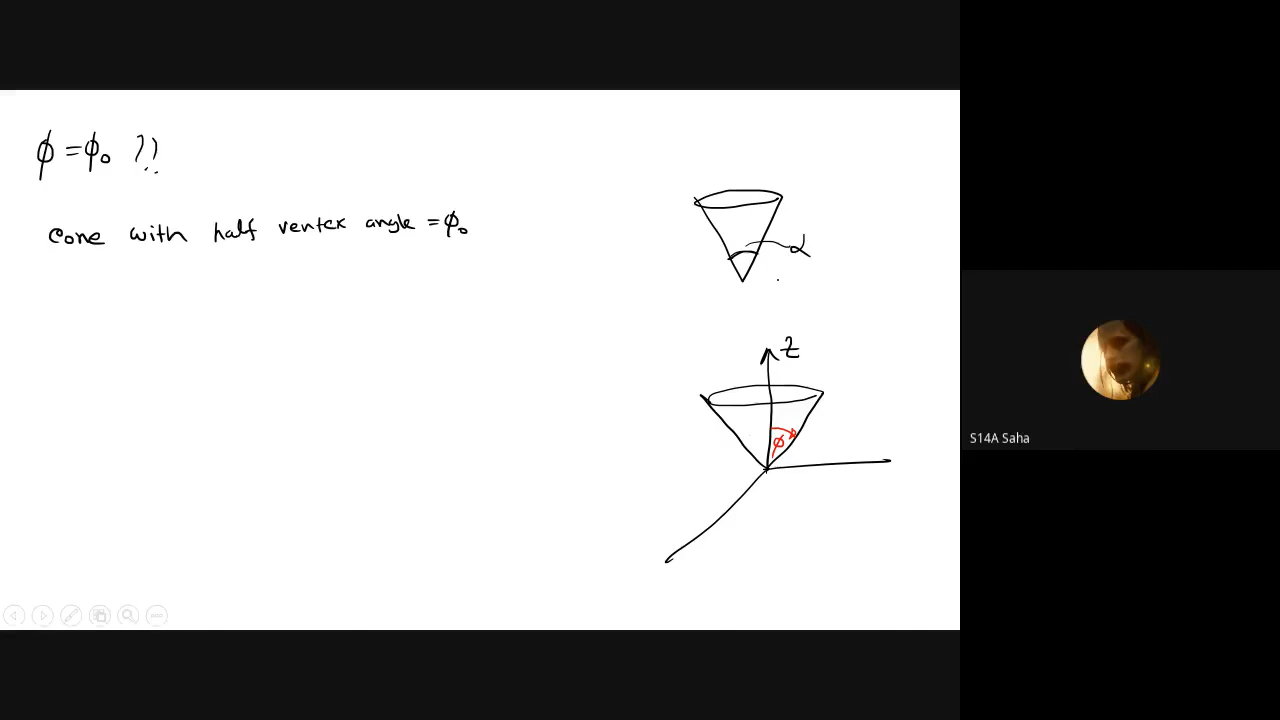 ϕ = ϕ₀ ??
cone with half vertex angle = ϕ₀
α
z
ϕ
S14A Saha